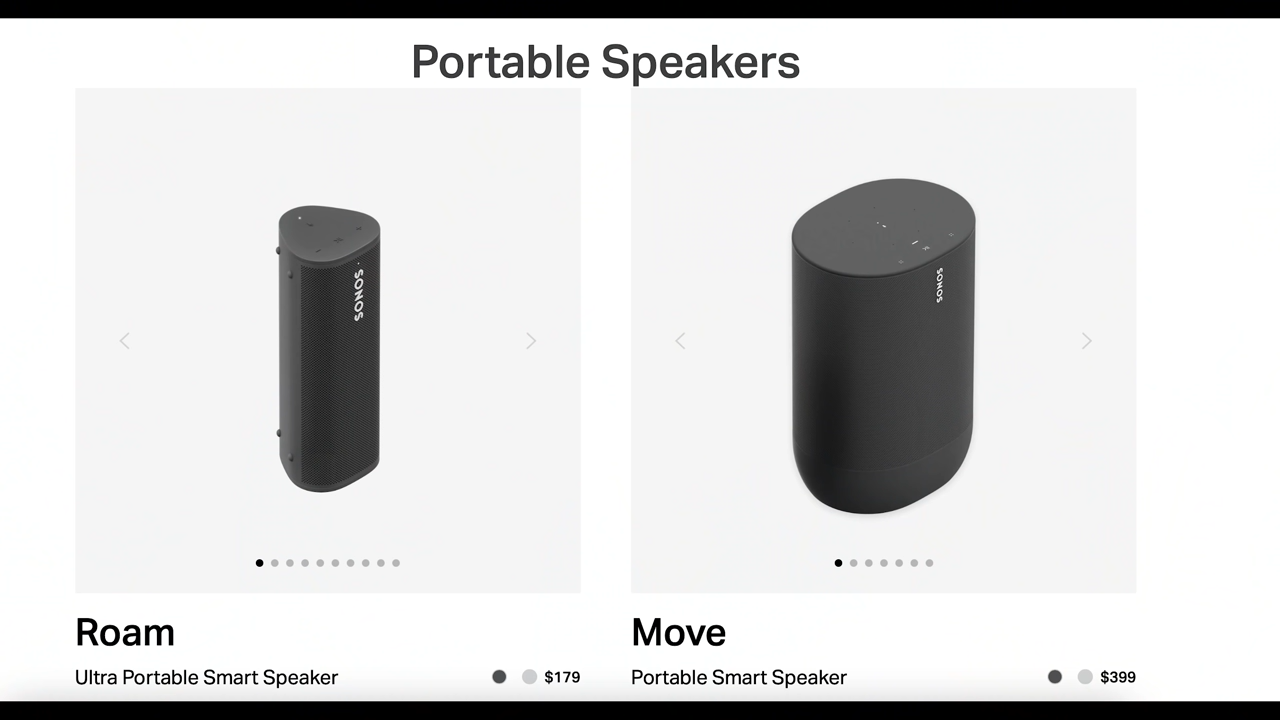 Portable Speakers
SONOS
SONOS
Roam
Move
Ultra Portable Smart Speaker
$179
Portable Smart Speaker
$399